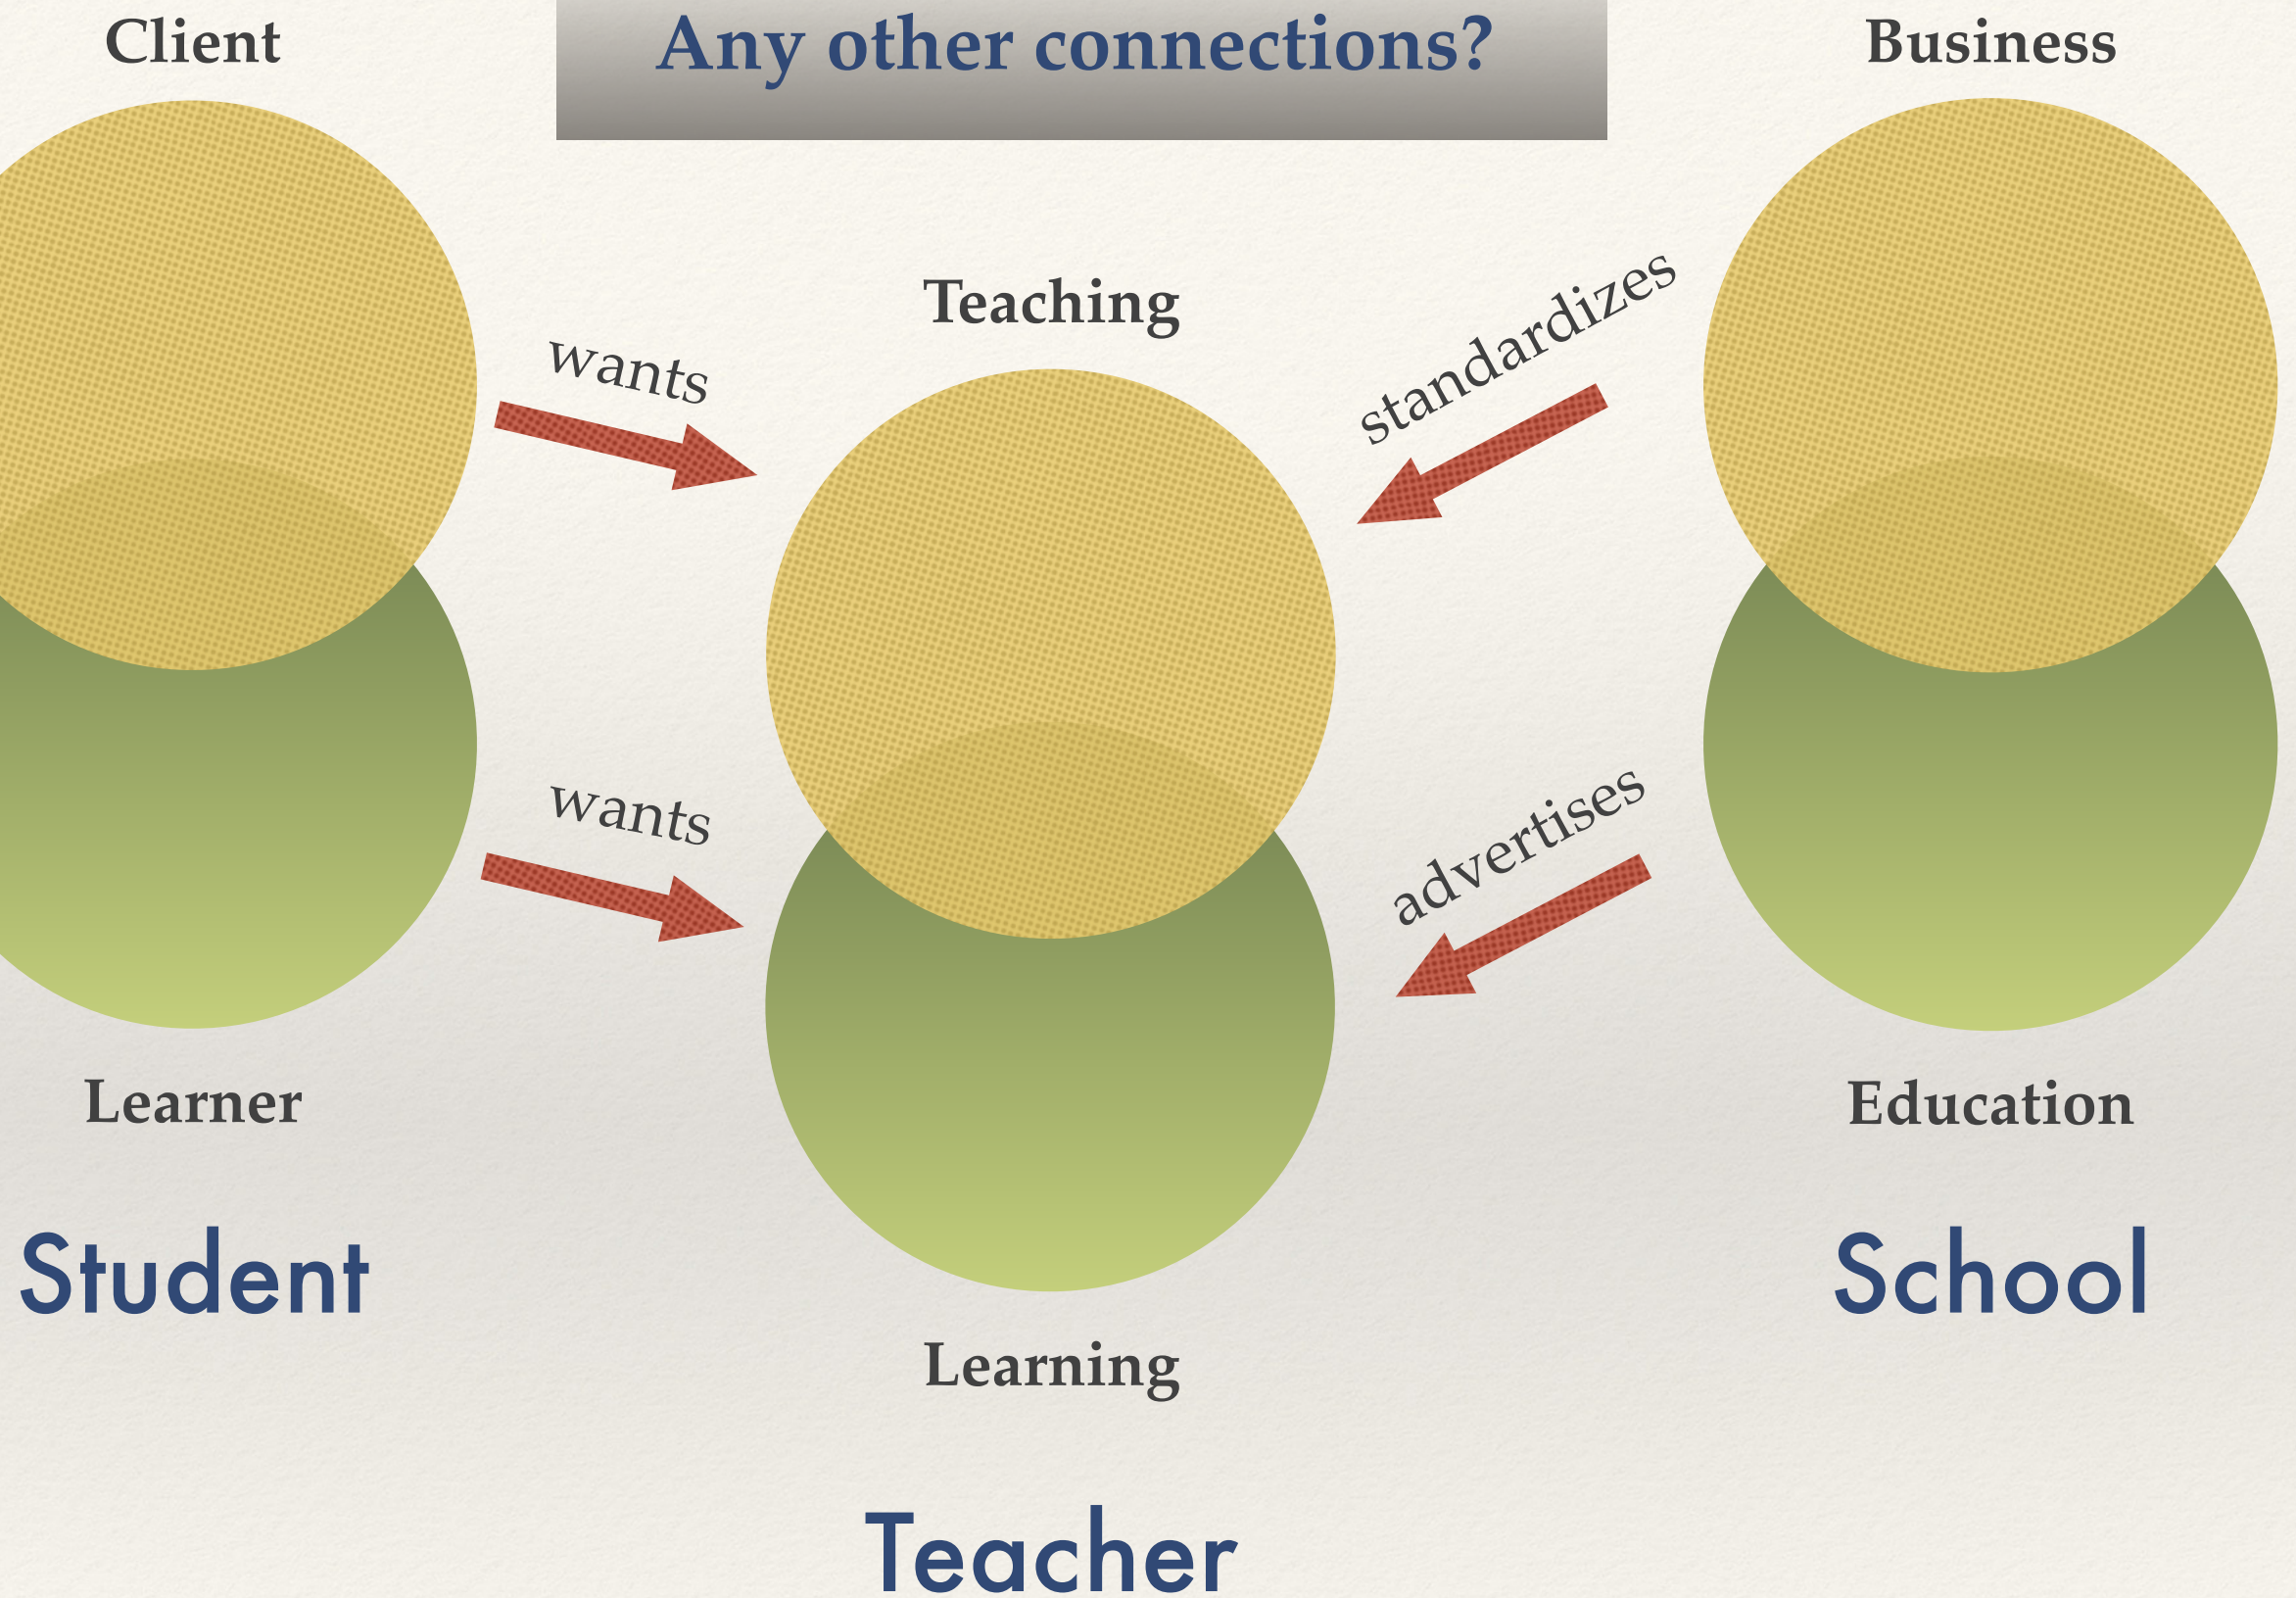 Client
Any other connections?
Business
Teaching
wants
standardizes
wants
advertises
Learner
Education
Student
School
Learning
Teacher